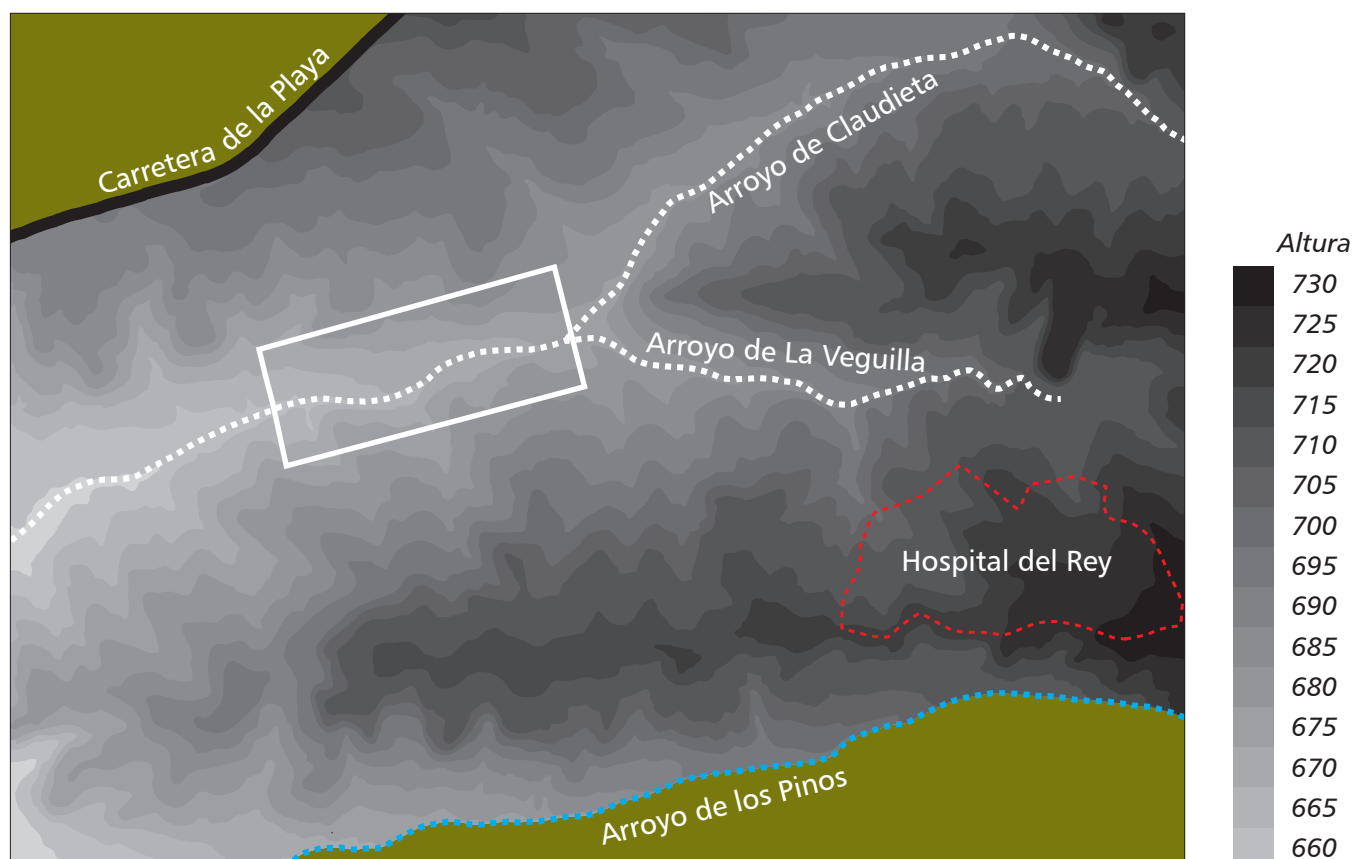 Carretera de la Playa
Arroyo de Claudieta
Arroyo de La Veguilla
Hospital del Rey
Arroyo de los Pinos
Altura
730
725
720
715
710
705
700
695
690
685
680
675
670
665
660